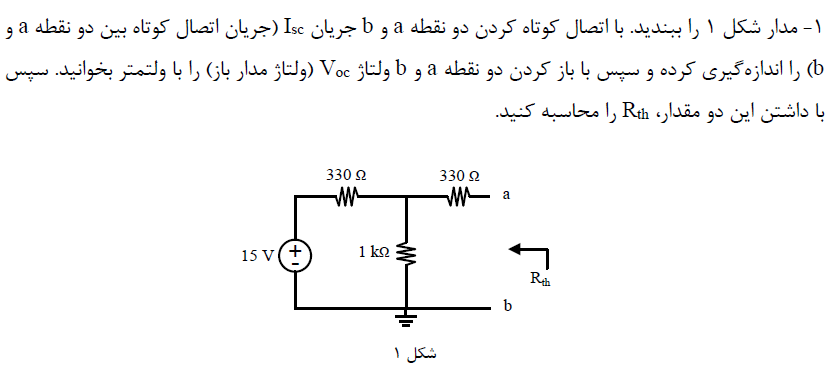 ۱- مدار شکل ۱ را ببندید. با اتصال کوتاه کردن دو نقطه a و b جریان Isc (جریان اتصال کوتاه بین دو نقطه a و
b) را اندازه‌گیری کرده و سپس با باز کردن دو نقطه a و b ولتاژ Voc (ولتاژ مدار باز) را با ولتمتر بخوانید. سپس
با داشتن این دو مقدار، Rth را محاسبه کنید.
330 Ω 330 Ω
a
15 V 1 kΩ
Rth
b
شکل ۱